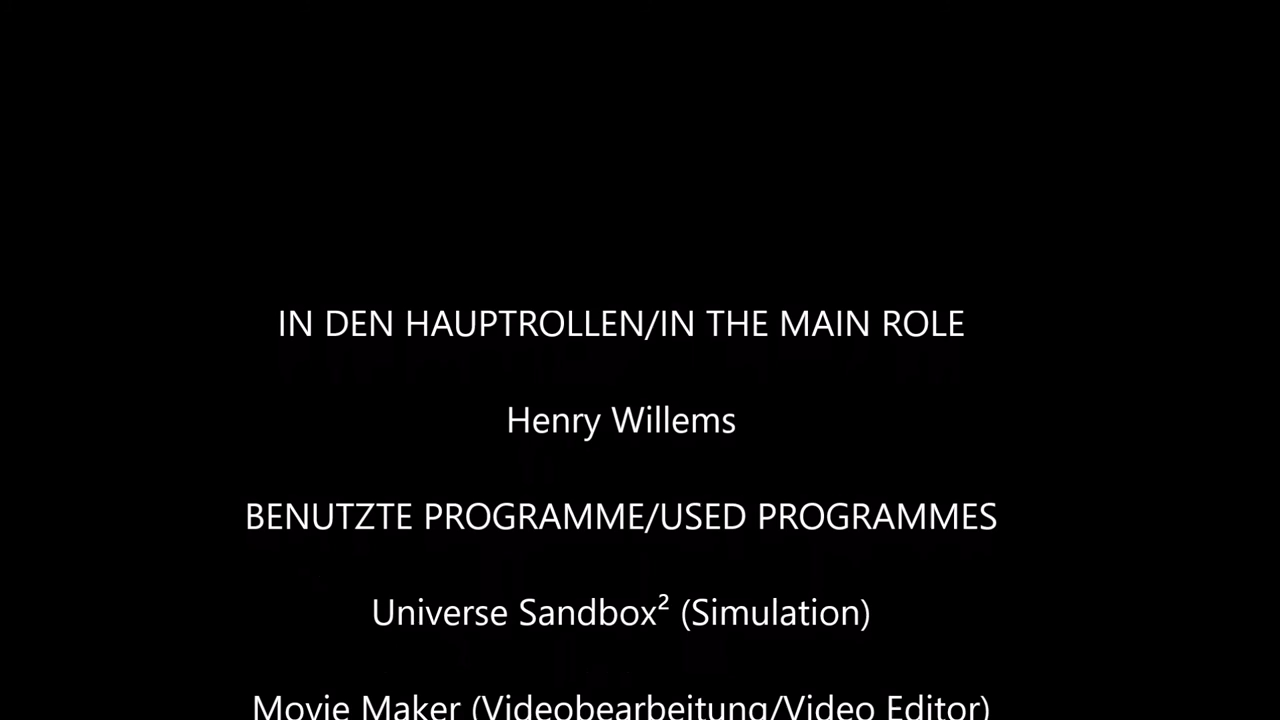 IN DEN HAUPTROLLEN/IN THE MAIN ROLE
Henry Willems
BENUTZTE PROGRAMME/USED PROGRAMMES
Universe Sandbox² (Simulation)
Movie Maker (Videobearbeitung/Video Editor)